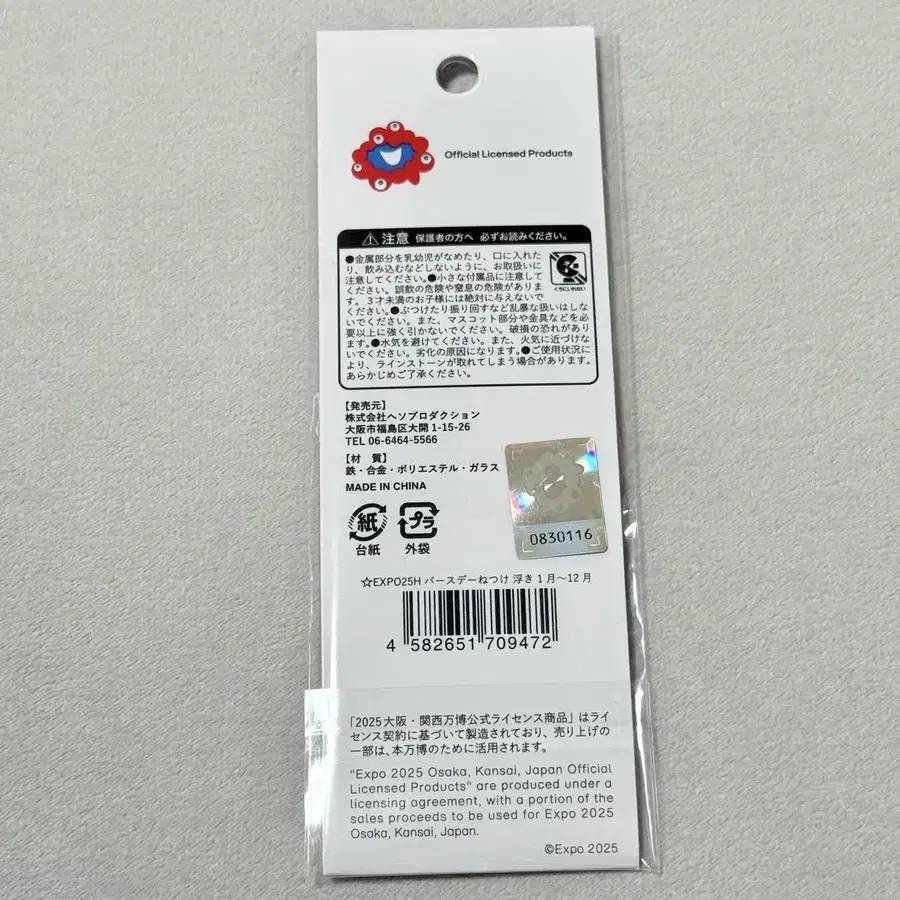 Official Licensed Products
注意 保護者の方へ 必ずお読みください。
●金属部分を乳幼児がなめたり、口に入れた
り、飲み込むなどしないように、お取扱いに
注意してください。●小さな付属品に注意して
ください。誤飲の危険や窒息の危険がありま
す。3才未満のお子様には絶対に与えないで
ください。●ぶつけたり振り回すなど乱暴な扱いはしな
いでください。また、マスコット部分や金具などを必
要以上に強く引かないでください。破損の恐れがあり
ます。●水気を避けてください。また、火気に近づけな
いでください。劣化の原因になります。●ご使用状況に
より、ラインストーンが取れてしまう場合があります。
あらかじめご了承ください。
くちにいれない
【発売元】
株式会社ヘソプロダクション
大阪市福島区大開1-15-26
TEL 06-6464-5566
【材 質】
鉄・合金・ポリエステル・ガラス
MADE IN CHINA
紙 プラ
台紙 外袋
0830116
☆EXPO25H バースデーねつけ 浮き 1月～12月
4 582651 709472
「2025大阪・関西万博公式ライセンス商品」はライ
センス契約に基づいて製造されており、売り上げの
一部は、本万博のために活用されます。
"Expo 2025 Osaka, Kansai, Japan Official
Licensed Products" are produced under a
licensing agreement, with a portion of the
sales proceeds to be used for Expo 2025
Osaka, Kansai, Japan.
©Expo 2025